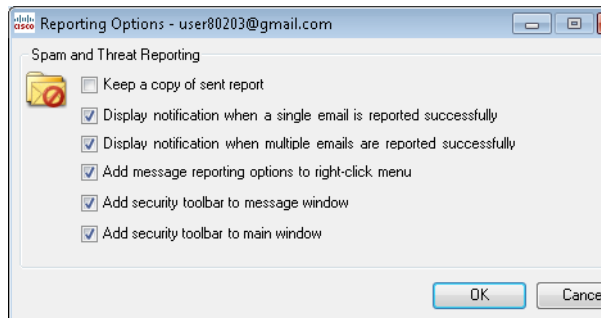 cisco Reporting Options - user80203@gmail.com
Spam and Threat Reporting
Keep a copy of sent report
Display notification when a single email is reported successfully
Display notification when multiple emails are reported successfully
Add message reporting options to right-click menu
Add security toolbar to message window
Add security toolbar to main window
OK
Cance